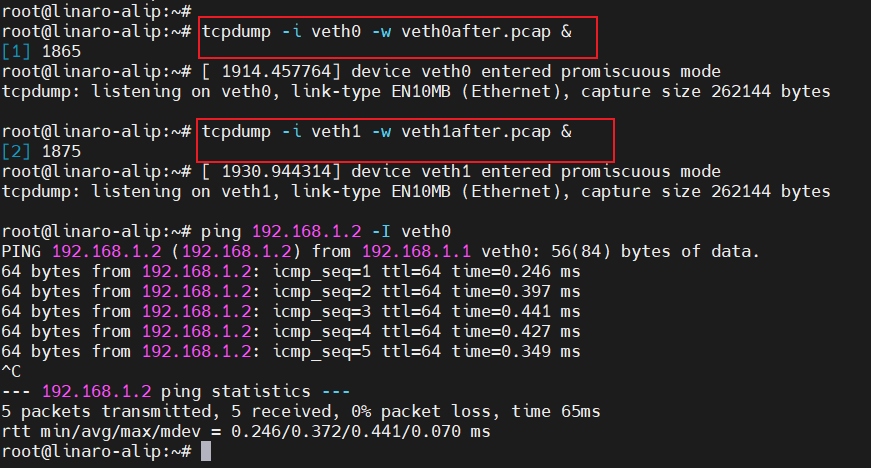 root@linaro-alip:~#
root@linaro-alip:~# tcpdump -i veth0 -w veth0after.pcap &
[1] 1865
root@linaro-alip:~# [ 1914.457764] device veth0 entered promiscuous mode
tcpdump: listening on veth0, link-type EN10MB (Ethernet), capture size 262144 bytes
root@linaro-alip:~# tcpdump -i veth1 -w veth1after.pcap &
[2] 1875
root@linaro-alip:~# [ 1930.944314] device veth1 entered promiscuous mode
tcpdump: listening on veth1, link-type EN10MB (Ethernet), capture size 262144 bytes
root@linaro-alip:~# ping 192.168.1.2 -I veth0
PING 192.168.1.2 (192.168.1.2) from 192.168.1.1 veth0: 56(84) bytes of data.
64 bytes from 192.168.1.2: icmp_seq=1 ttl=64 time=0.246 ms
64 bytes from 192.168.1.2: icmp_seq=2 ttl=64 time=0.397 ms
64 bytes from 192.168.1.2: icmp_seq=3 ttl=64 time=0.441 ms
64 bytes from 192.168.1.2: icmp_seq=4 ttl=64 time=0.427 ms
64 bytes from 192.168.1.2: icmp_seq=5 ttl=64 time=0.349 ms
^C
--- 192.168.1.2 ping statistics ---
5 packets transmitted, 5 received, 0% packet loss, time 65ms
rtt min/avg/max/mdev = 0.246/0.372/0.441/0.070 ms
root@linaro-alip:~#